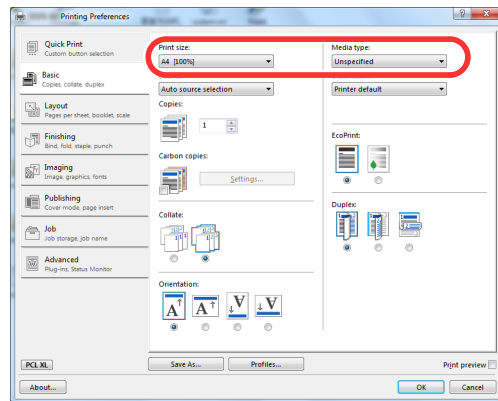 Printing Preferences
Quick Print
Custom button selection
Basic
Copies, collate, duplex
Layout
Pages per sheet, booklet, scale
Finishing
Bind, fold, staple, punch
Imaging
Image, graphics, fonts
Publishing
Cover mode, page insert
Job
Job storage, job name
Advanced
Plug-ins, Status Monitor
Print size:
A4 [100%]
Media type:
Unspecified
Auto source selection
Printer default
Copies:
1
Carbon copies:
Settings...
EcoPrint:
Collate:
Duplex:
Orientation:
A A A A
PCL XL
Save As...
Profiles...
Print preview
About...
OK
Cancel